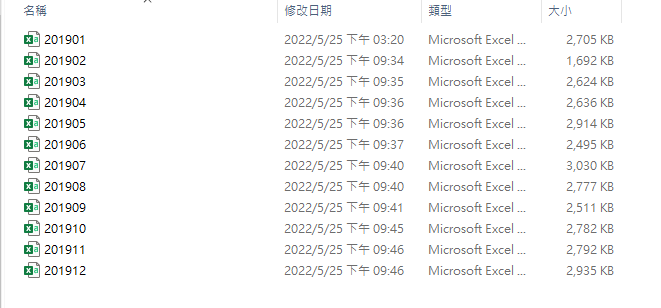 名稱 修改日期 類型 大小
201901 2022/5/25 下午 03:20 Microsoft Excel ... 2,705 KB
201902 2022/5/25 下午 09:34 Microsoft Excel ... 1,692 KB
201903 2022/5/25 下午 09:35 Microsoft Excel ... 2,624 KB
201904 2022/5/25 下午 09:36 Microsoft Excel ... 2,636 KB
201905 2022/5/25 下午 09:36 Microsoft Excel ... 2,914 KB
201906 2022/5/25 下午 09:37 Microsoft Excel ... 2,495 KB
201907 2022/5/25 下午 09:40 Microsoft Excel ... 3,030 KB
201908 2022/5/25 下午 09:40 Microsoft Excel ... 2,777 KB
201909 2022/5/25 下午 09:41 Microsoft Excel ... 2,511 KB
201910 2022/5/25 下午 09:45 Microsoft Excel ... 2,782 KB
201911 2022/5/25 下午 09:46 Microsoft Excel ... 2,792 KB
201912 2022/5/25 下午 09:46 Microsoft Excel ... 2,935 KB